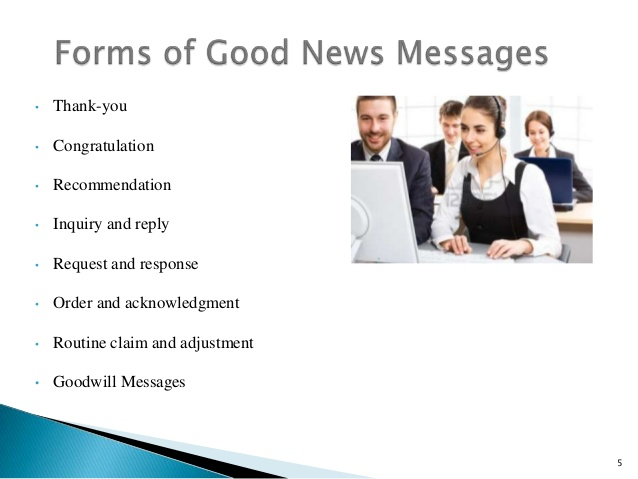 Forms of Good News Messages
• Thank-you
• Congratulation
• Recommendation
• Inquiry and reply
• Request and response
• Order and acknowledgment
• Routine claim and adjustment
• Goodwill Messages
5